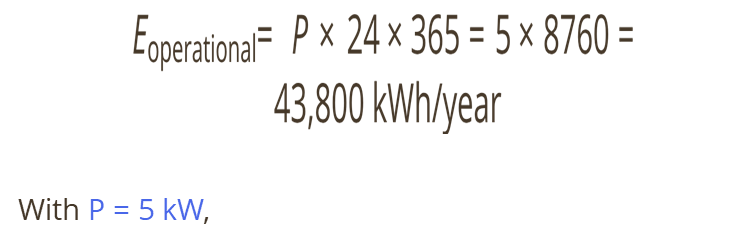 E_operational = P × 24 × 365 = 5 × 8760 =
43,800 kWh/year
With P = 5 kW,